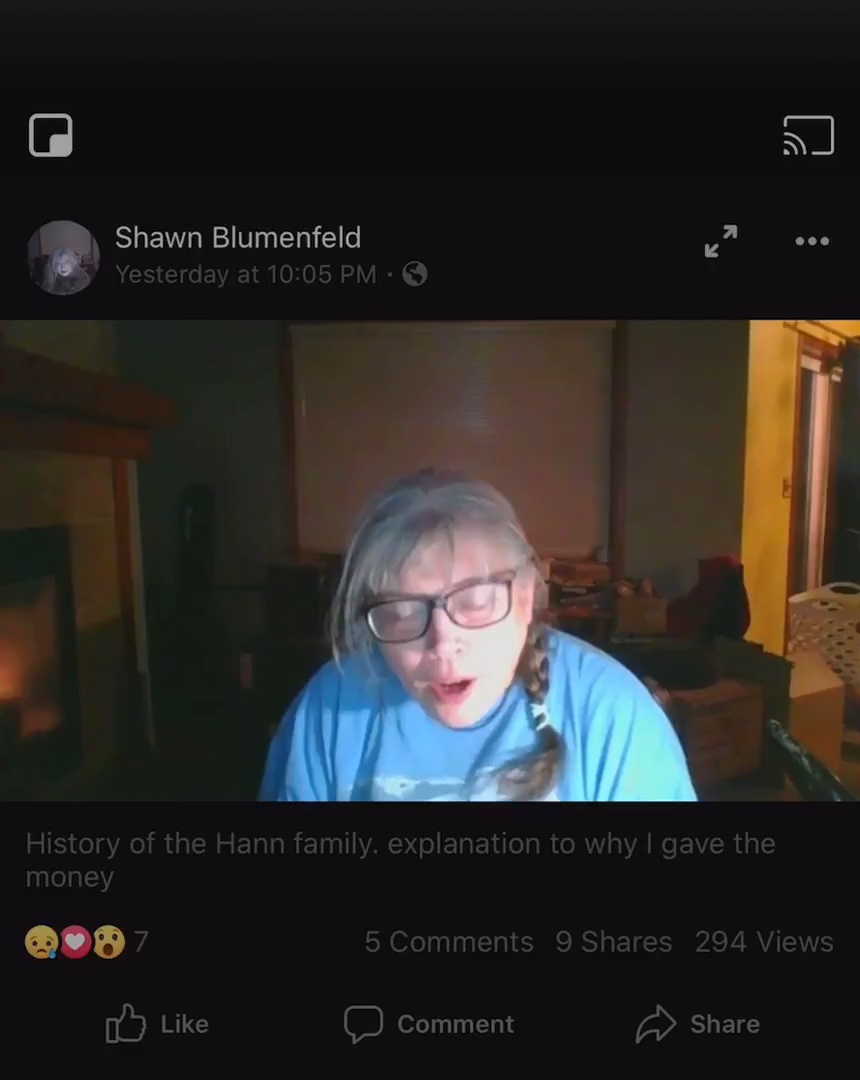 Shawn Blumenfeld
Yesterday at 10:05 PM ·
History of the Hann family. explanation to why I gave the
money
7 5 Comments 9 Shares 294 Views
Like Comment Share